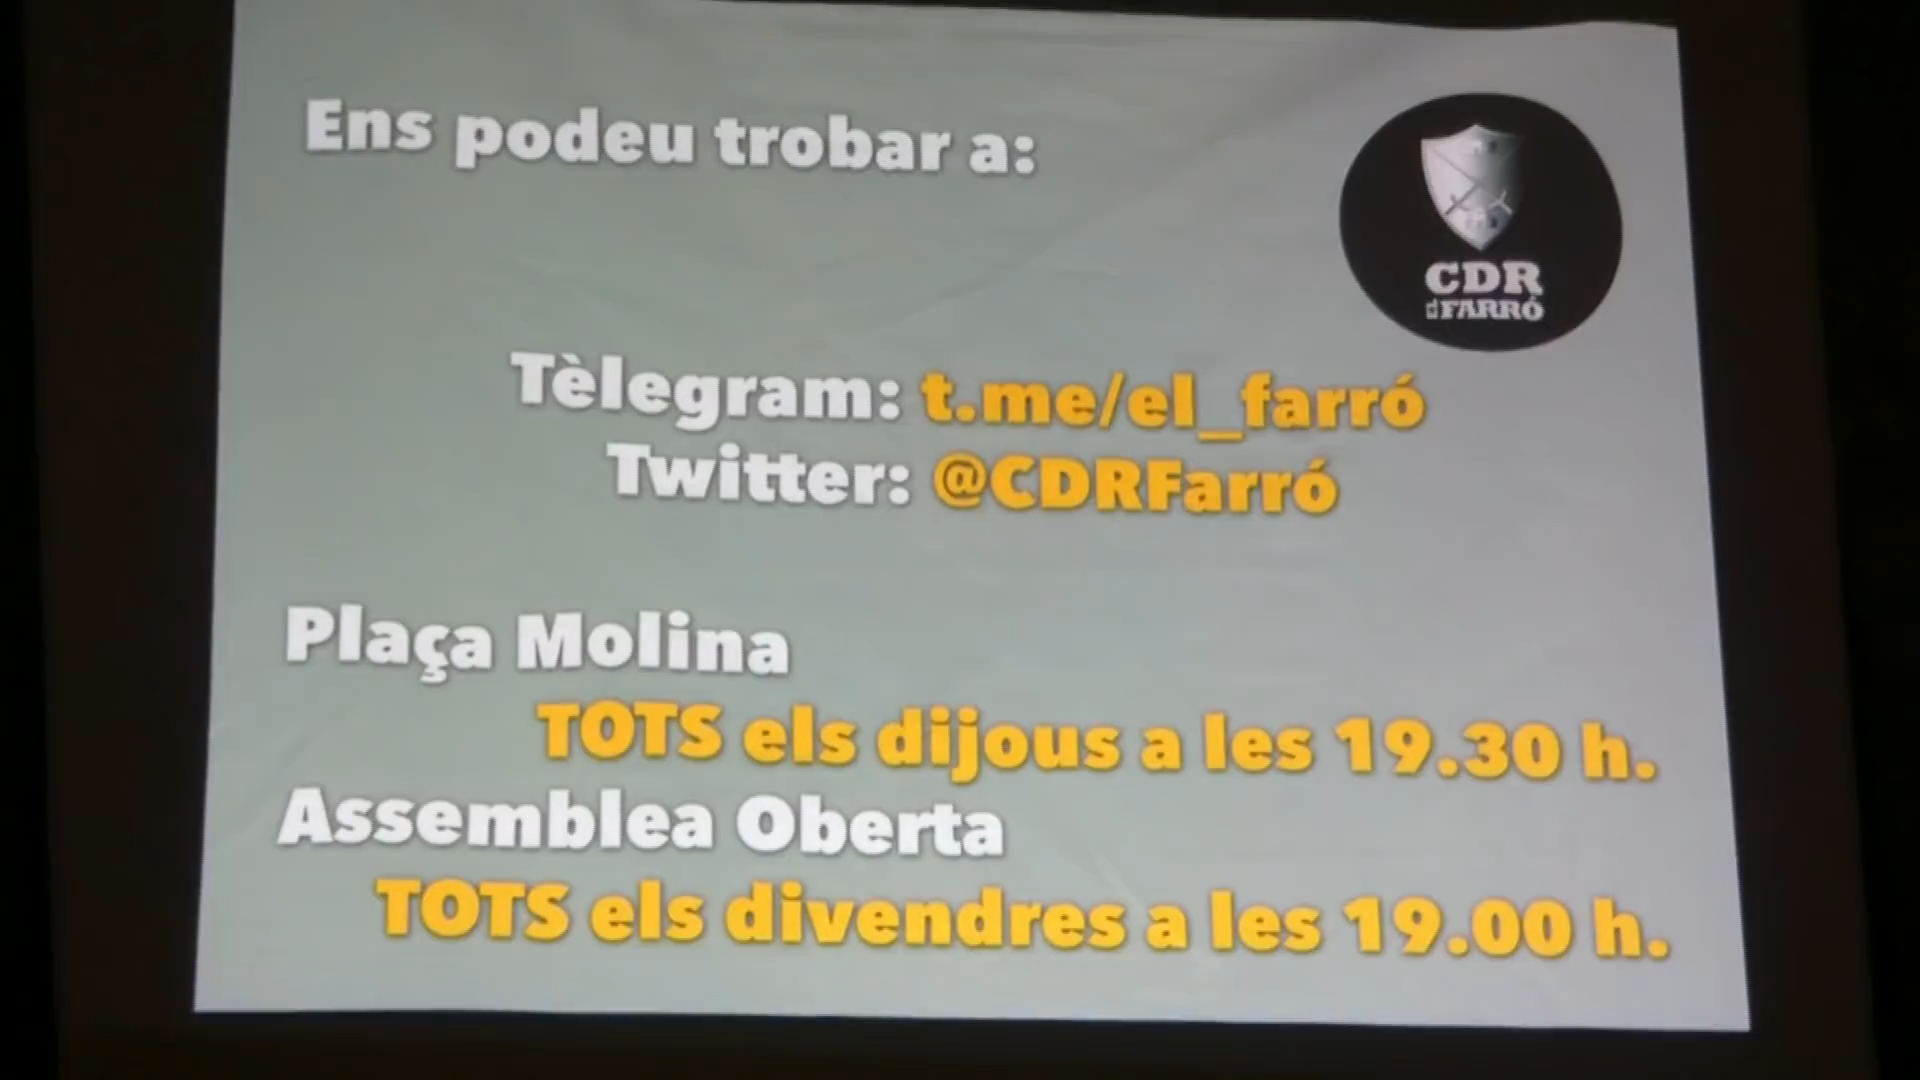 Ens podeu trobar a:
CDR
dFARRÓ
Tèlegram: t.me/el_farró
Twitter: @CDRFarró
Plaça Molina
TOTS els dijous a les 19.30 h.
Assemblea Oberta
TOTS els divendres a les 19.00 h.